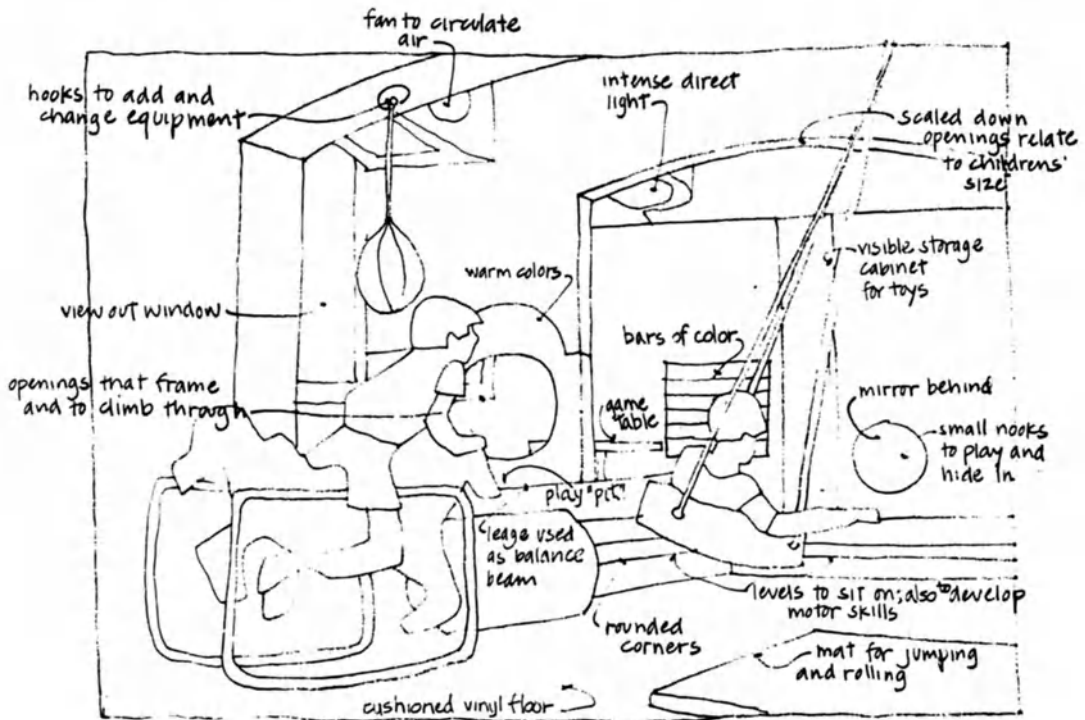 fan to circulate
air
hooks to add and
change equipment
intense direct
light
scaled down
openings relate
to childrens'
size
visible storage
cabinet
for toys
warm colors
view out window
bars of color
openings that frame
and to climb through
game
table
mirror behind
small nooks
to play and
hide in
play "pit"
leage used
as balance
beam
levels to sit on; also to develop
motor skills
rounded
corners
mat for jumping
and rolling
cushioned vinyl floor